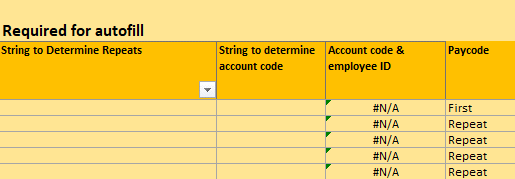 Required for autofill
String to Determine Repeats String to determine Account code & Paycode
account code employee ID
#N/A First
#N/A Repeat
#N/A Repeat
#N/A Repeat
#N/A Repeat